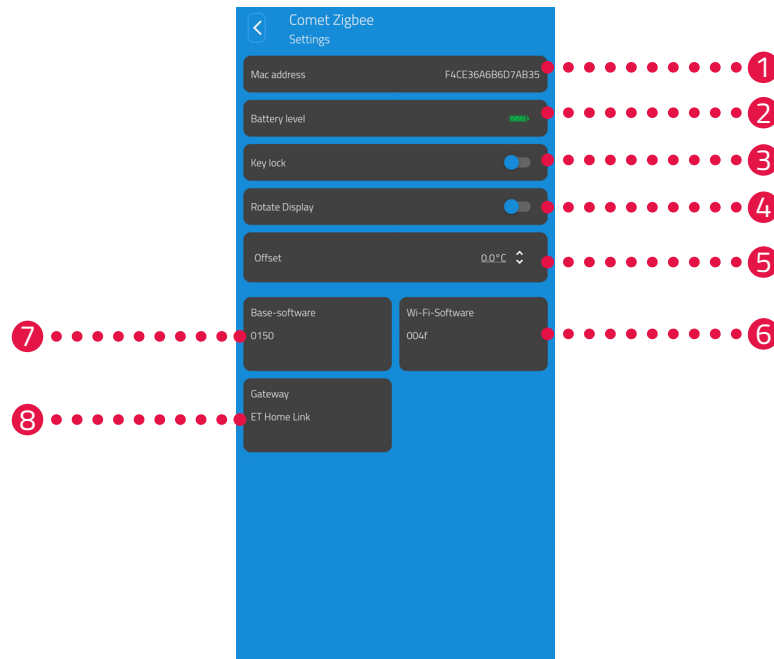 Comet Zigbee
Settings
Mac address F4CE36A6B6D7AB35
1
Battery level
2
Key lock
3
Rotate Display
4
Offset 0.0°C
5
Base-software
0150
7
Wi-Fi-Software
004f
6
Gateway
ET Home Link
8